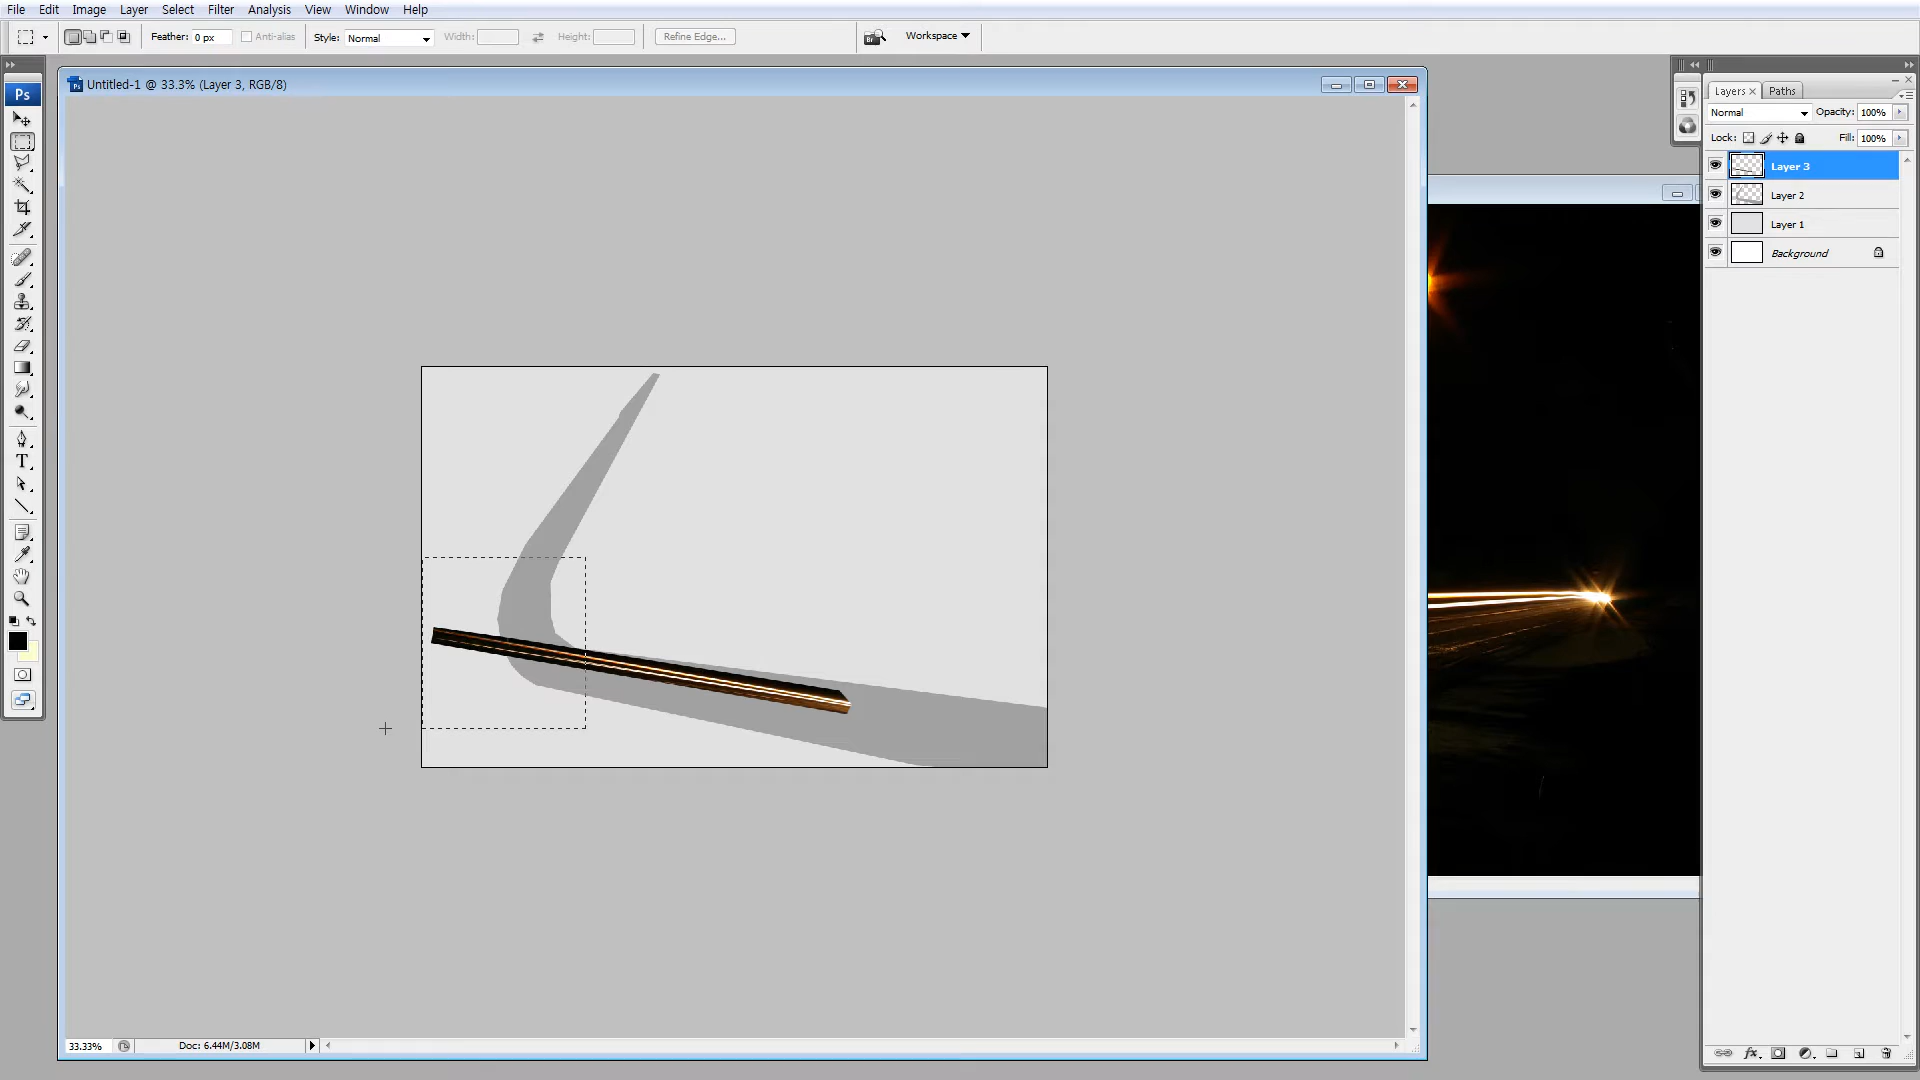 File Edit Image Layer Select Filter Analysis View Window Help
Feather: 0 px Anti-alias Style: Normal Width: Height: Refine Edge... Br Workspace
Ps
Untitled-1 @ 33.3% (Layer 3, RGB/8)
Layers Paths
Normal Opacity: 100%
Lock: Fill: 100%
Layer 3
Layer 2
Layer 1
Background
T
33.33% Doc: 6.44M/3.08M
fx